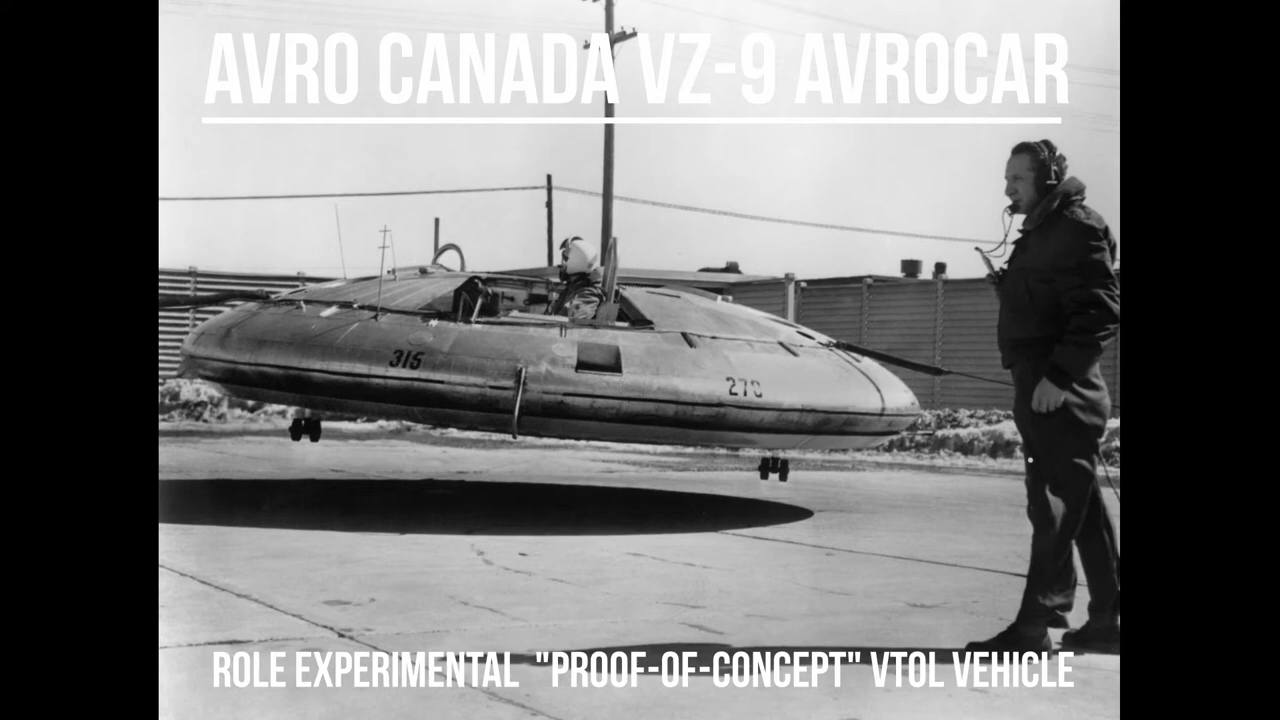 AVRO CANADA VZ-9 AVROCAR
315
270
ROLE EXPERIMENTAL "PROOF-OF-CONCEPT" VTOL VEHICLE